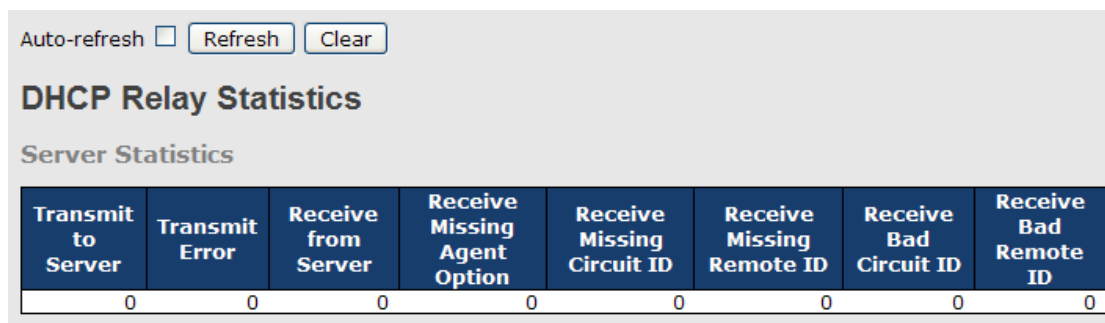 Auto-refresh Refresh Clear
DHCP Relay Statistics
Server Statistics
Transmit to Server Transmit Error Receive from Server Receive Missing Agent Option Receive Missing Circuit ID Receive Missing Remote ID Receive Bad Circuit ID Receive Bad Remote ID
0 0 0 0 0 0 0 0